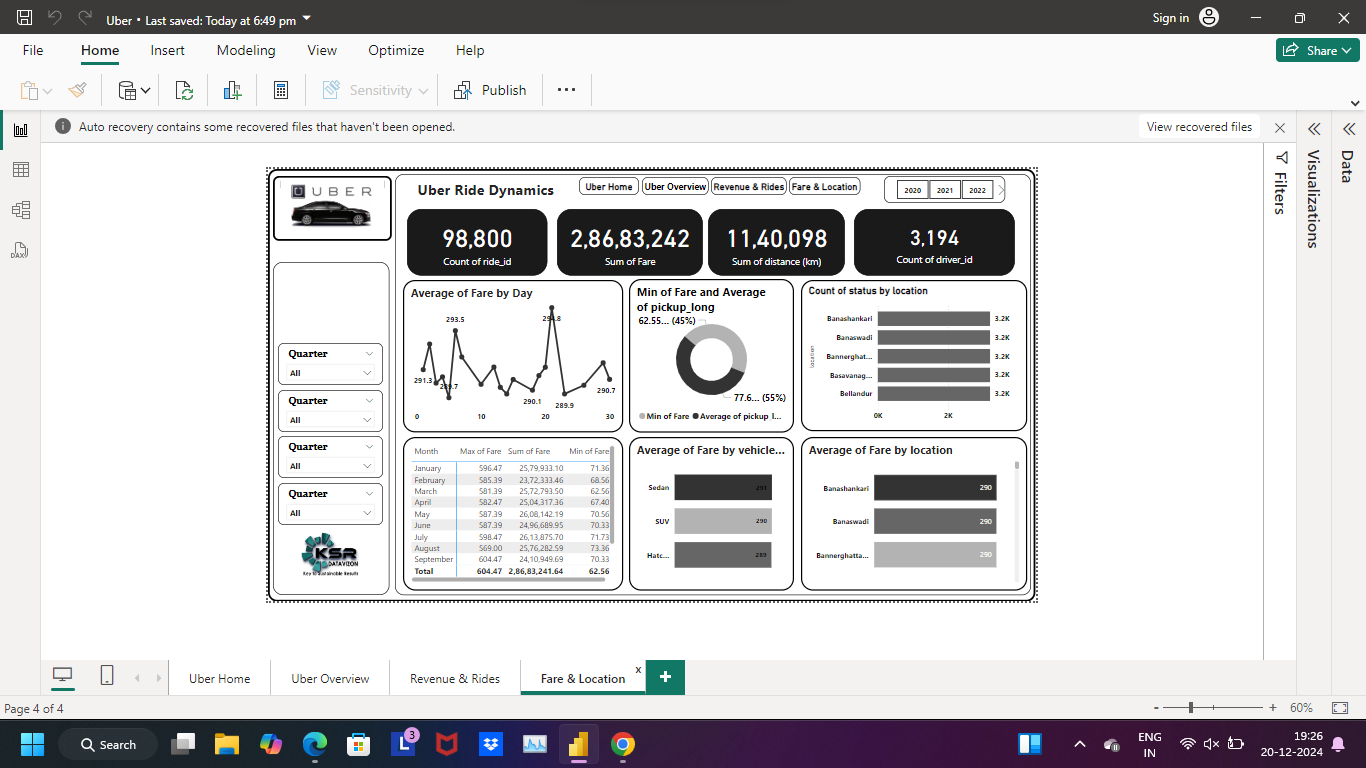 Uber • Last saved: Today at 6:49 pm
Sign in
File Home Insert Modeling View Optimize Help
Share
Sensitivity
Publish
Auto recovery contains some recovered files that haven't been opened.
View recovered files
UBER
Uber Ride Dynamics
Uber Home
Uber Overview
Revenue & Rides
Fare & Location
2020 2021 2022
98,800
Count of ride_id
2,86,83,242
Sum of Fare
11,40,098
Sum of distance (km)
3,194
Count of driver_id
Quarter
All
Quarter
All
Quarter
All
Quarter
All
KSR
DATAVIZON
Key to Sustainable Results
Average of Fare by Day
293.5
294.8
291.3
289.7
290.1
289.9
290.7
0 10 20 30
Min of Fare and Average
of pickup_long
62.55... (45%)
77.6... (55%)
Min of Fare Average of pickup_l...
Count of status by location
location
Banashankari 3.2K
Banaswadi 3.2K
Bannerghat... 3.2K
Basavanag... 3.2K
Bellandur 3.2K
0K 2K
Month Max of Fare Sum of Fare Min of Fare
January 596.47 25,79,933.10 71.36
February 585.39 23,72,333.46 68.56
March 581.39 25,72,793.50 62.56
April 582.47 25,04,317.36 67.40
May 587.39 26,08,142.19 70.56
June 587.39 24,96,689.95 70.33
July 598.47 26,13,875.70 71.73
August 569.00 25,76,282.59 73.36
September 604.47 24,10,949.69 70.33
Total 604.47 2,86,83,241.64 62.56
Average of Fare by vehicle...
Sedan 291
SUV 290
Hatc... 289
Average of Fare by location
Banashankari 290
Banaswadi 290
Bannerghatta... 290
Filters
Visualizations
Data
Uber Home
Uber Overview
Revenue & Rides
Fare & Location
Page 4 of 4
60%
Search
3
ENG
IN
19:26
20-12-2024